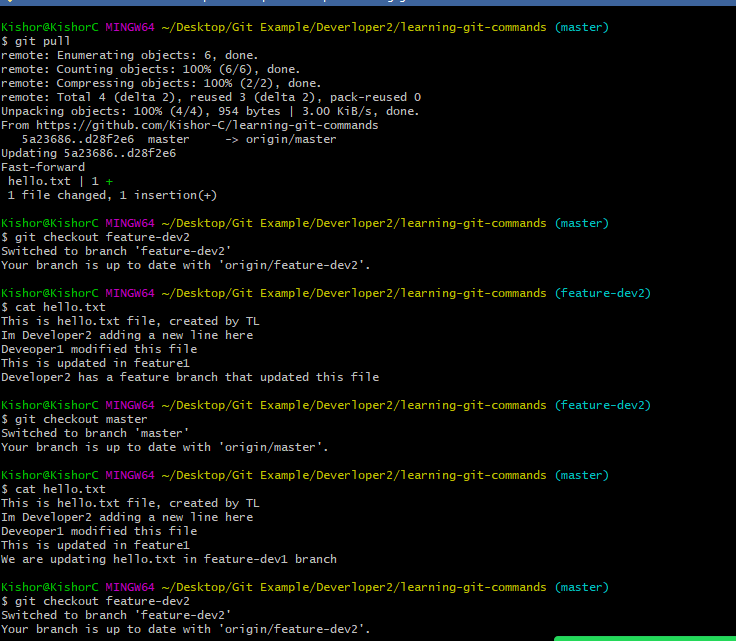 Kishor@KishorC MINGW64 ~/Desktop/Git Example/Deverloper2/learning-git-commands (master)
$ git pull
remote: Enumerating objects: 6, done.
remote: Counting objects: 100% (6/6), done.
remote: Compressing objects: 100% (2/2), done.
remote: Total 4 (delta 2), reused 3 (delta 2), pack-reused 0
Unpacking objects: 100% (4/4), 954 bytes | 3.00 KiB/s, done.
From https://github.com/Kishor-C/learning-git-commands
   5a23686..d28f2e6  master     -> origin/master
Updating 5a23686..d28f2e6
Fast-forward
 hello.txt | 1 +
 1 file changed, 1 insertion(+)
Kishor@KishorC MINGW64 ~/Desktop/Git Example/Deverloper2/learning-git-commands (master)
$ git checkout feature-dev2
Switched to branch 'feature-dev2'
Your branch is up to date with 'origin/feature-dev2'.
Kishor@KishorC MINGW64 ~/Desktop/Git Example/Deverloper2/learning-git-commands (feature-dev2)
$ cat hello.txt
This is hello.txt file, created by TL
Im Developer2 adding a new line here
Deveoper1 modified this file
This is updated in feature1
Developer2 has a feature branch that updated this file
Kishor@KishorC MINGW64 ~/Desktop/Git Example/Deverloper2/learning-git-commands (feature-dev2)
$ git checkout master
Switched to branch 'master'
Your branch is up to date with 'origin/master'.
Kishor@KishorC MINGW64 ~/Desktop/Git Example/Deverloper2/learning-git-commands (master)
$ cat hello.txt
This is hello.txt file, created by TL
Im Developer2 adding a new line here
Deveoper1 modified this file
This is updated in feature1
We are updating hello.txt in feature-dev1 branch
Kishor@KishorC MINGW64 ~/Desktop/Git Example/Deverloper2/learning-git-commands (master)
$ git checkout feature-dev2
Switched to branch 'feature-dev2'
Your branch is up to date with 'origin/feature-dev2'.